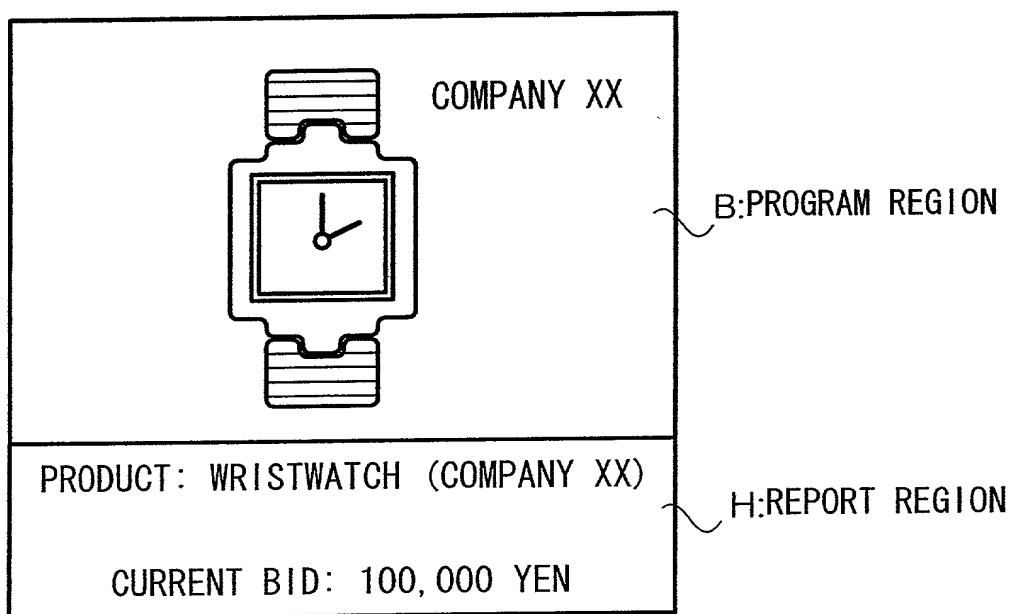 COMPANY XX
B:PROGRAM REGION
PRODUCT: WRISTWATCH (COMPANY XX)
H:REPORT REGION
CURRENT BID: 100,000 YEN